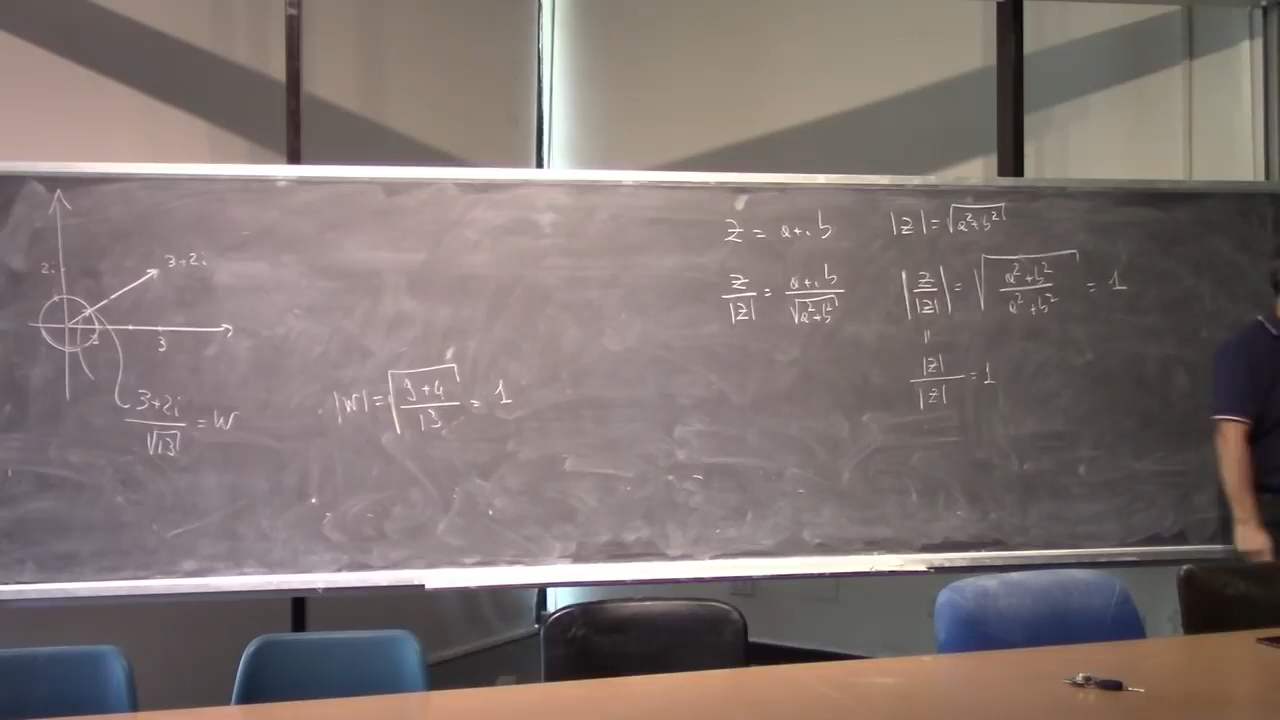 2i
3+2i
1
3
3+2i / √13 = w
|w| = √((9+4)/13) = 1
z = a+ib
|z| = √(a²+b²)
z/|z| = (a+ib)/√(a²+b²)
|z/|z|| = √((a²+b²)/(a²+b²)) = 1
=
|z|/|z| = 1